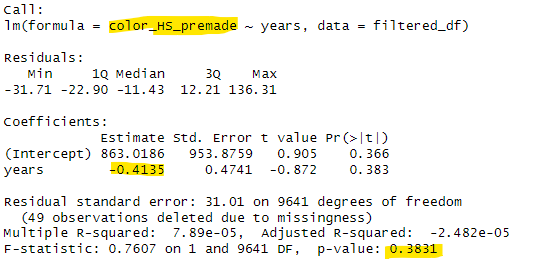 Call:
lm(formula = color_HS_premade ~ years, data = filtered_df)
Residuals:
Min 1Q Median 3Q Max
-31.71 -22.90 -11.43 12.21 136.31
Coefficients:
Estimate Std. Error t value Pr(>|t|)
(Intercept) 863.0186 953.8759 0.905 0.366
years -0.4135 0.4741 -0.872 0.383
Residual standard error: 31.01 on 9641 degrees of freedom
(49 observations deleted due to missingness)
Multiple R-squared: 7.89e-05, Adjusted R-squared: -2.482e-05
F-statistic: 0.7607 on 1 and 9641 DF, p-value: 0.3831